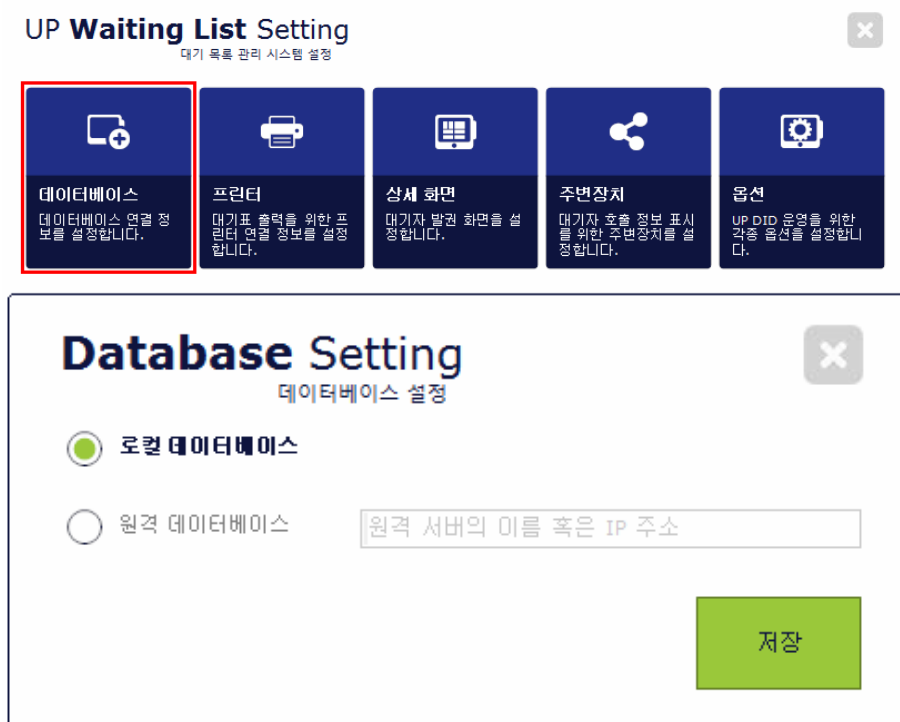 UP Waiting List Setting
대기 목록 관리 시스템 설정
데이터베이스
데이터베이스 연결 정
보를 설정합니다.
프린터
대기표 출력을 위한 프
린터 연결 정보를 설정
합니다.
상세 화면
대기자 발권 화면을 설
정합니다.
주변장치
대기자 호출 정보 표시
를 위한 주변장치를 설
정합니다.
옵션
UP DID 운영을 위한
각종 옵션을 설정합니
다.
Database Setting
데이터베이스 설정
로컬 데이터베이스
원격 데이터베이스
원격 서버의 이름 혹은 IP 주소
저장